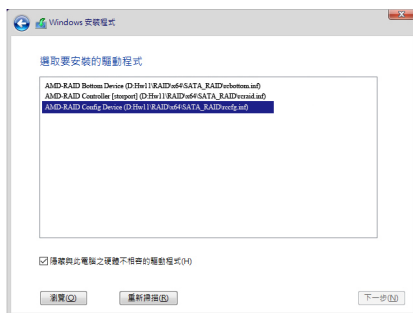 Windows 安裝程式
選取要安裝的驅動程式
AMD-RAID Bottom Device (D:\Hw11\RAID\x64\SATA_RAID\rcbottom.inf)
AMD-RAID Controller [storport] (D:\Hw11\RAID\x64\SATA_RAID\rcraid.inf)
AMD-RAID Config Device (D:\Hw11\RAID\x64\SATA_RAID\rccfg.inf)
隱藏與此電腦之硬體不相容的驅動程式(H)
瀏覽(O)
重新掃描(R)
下一步(N)